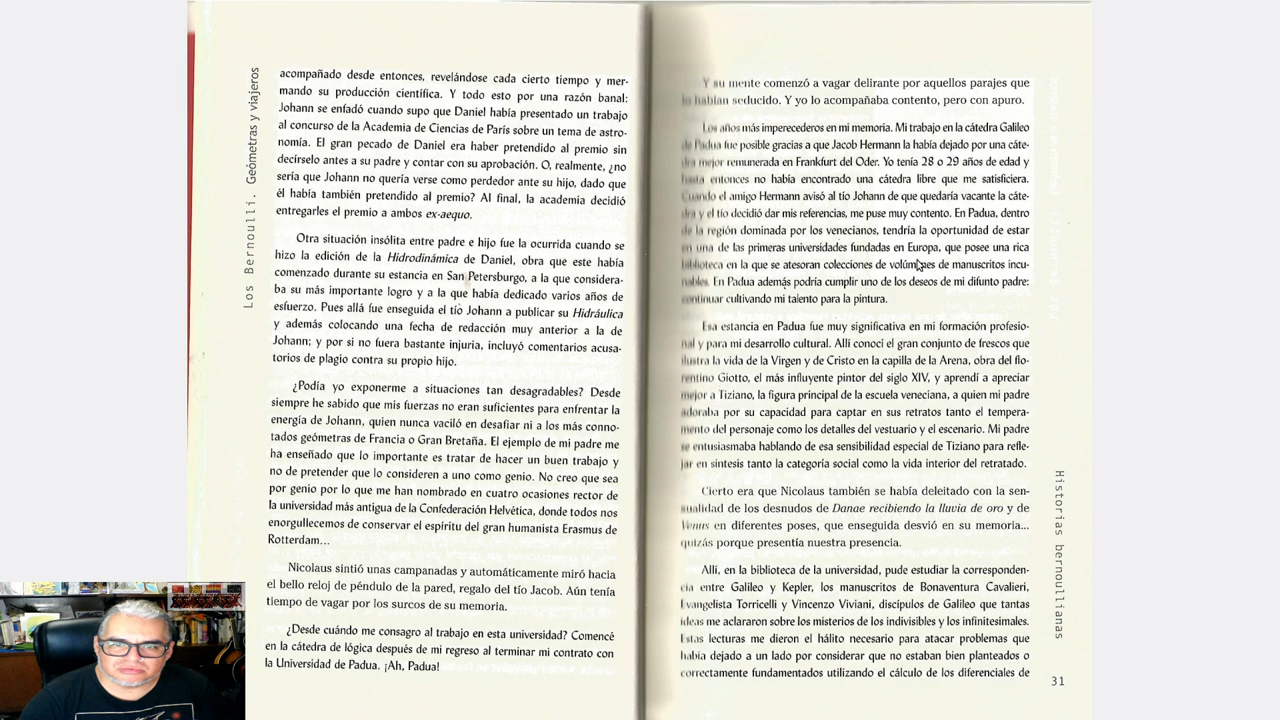 Los Bernoulli. Geómetras y viajeros
acompañado desde entonces, revelándose cada cierto tiempo y mer-
mando su producción científica. Y todo esto por una razón banal:
Johann se enfadó cuando supo que Daniel había presentado un trabajo
al concurso de la Academia de Ciencias de París sobre un tema de astro-
nomía. El gran pecado de Daniel era haber pretendido al premio sin
decírselo antes a su padre y contar con su aprobación. O, realmente, ¿no
sería que Johann no quería verse como perdedor ante su hijo, dado que
él había también pretendido al premio? Al final, la academia decidió
entregarles el premio a ambos ex-aequo.
Otra situación insólita entre padre e hijo fue la ocurrida cuando se
hizo la edición de la Hidrodinámica de Daniel, obra que este había
comenzado durante su estancia en San Petersburgo, a la que considera-
ba su más importante logro y a la que había dedicado varios años de
esfuerzo. Pues allá fue enseguida el tío Johann a publicar su Hidráulica
y además colocando una fecha de redacción muy anterior a la de
Johann; y por si no fuera bastante injuria, incluyó comentarios acusa-
torios de plagio contra su propio hijo.
¿Podía yo exponerme a situaciones tan desagradables? Desde
siempre he sabido que mis fuerzas no eran suficientes para enfrentar la
energía de Johann, quien nunca vaciló en desafiar ni a los más conno-
tados geómetras de Francia o Gran Bretaña. El ejemplo de mi padre me
ha enseñado que lo importante es tratar de hacer un buen trabajo y
no de pretender que lo consideren a uno como genio. No creo que sea
por genio por lo que me han nombrado en cuatro ocasiones rector de
la universidad más antigua de la Confederación Helvética, donde todos nos
enorgullecemos de conservar el espíritu del gran humanista Erasmus de
Rotterdam...
Nicolaus sintió unas campanadas y automáticamente miró hacia
el bello reloj de péndulo de la pared, regalo del tío Jacob. Aún tenía
tiempo de vagar por los surcos de su memoria.
¿Desde cuándo me consagro al trabajo en esta universidad? Comencé
en la cátedra de lógica después de mi regreso al terminar mi contrato con
la Universidad de Padua. ¡Ah, Padua!
Y su mente comenzó a vagar delirante por aquellos parajes que
lo habían seducido. Y yo lo acompañaba contento, pero con apuro.
Los años más imperecederos en mi memoria. Mi trabajo en la cátedra Galileo
de Padua fue posible gracias a que Jacob Hermann la había dejado por una cáte-
dra mejor remunerada en Frankfurt del Oder. Yo tenía 28 o 29 años de edad y
hasta entonces no había encontrado una cátedra libre que me satisficiera.
Cuando el amigo Hermann avisó al tío Johann de que quedaría vacante la cáte-
dra y el tío decidió dar mis referencias, me puse muy contento. En Padua, dentro
de la región dominada por los venecianos, tendría la oportunidad de estar
en una de las primeras universidades fundadas en Europa, que posee una rica
biblioteca en la que se atesoran colecciones de volúmenes de manuscritos incu-
nables. En Padua además podría cumplir uno de los deseos de mi difunto padre:
continuar cultivando mi talento para la pintura.
Esa estancia en Padua fue muy significativa en mi formación profesio-
nal y para mi desarrollo cultural. Allí conocí el gran conjunto de frescos que
ilustra la vida de la Virgen y de Cristo en la capilla de la Arena, obra del flo-
rentino Giotto, el más influyente pintor del siglo XIV, y aprendí a apreciar
mejor a Tiziano, la figura principal de la escuela veneciana, a quien mi padre
adoraba por su capacidad para captar en sus retratos tanto el tempera-
mento del personaje como los detalles del vestuario y el escenario. Mi padre
se entusiasmaba hablando de esa sensibilidad especial de Tiziano para refle-
jar en síntesis tanto la categoría social como la vida interior del retratado.
Cierto era que Nicolaus también se había deleitado con la sen-
sualidad de los desnudos de Danae recibiendo la lluvia de oro y de
Venus en diferentes poses, que enseguida desvió en su memoria...
quizás porque presentía nuestra presencia.
Allí, en la biblioteca de la universidad, pude estudiar la corresponden-
cia entre Galileo y Kepler, los manuscritos de Bonaventura Cavalieri,
Evangelista Torricelli y Vincenzo Viviani, discípulos de Galileo que tantas
ideas me aclararon sobre los misterios de los indivisibles y los infinitesimales.
Estas lecturas me dieron el hálito necesario para atacar problemas que
había dejado a un lado por considerar que no estaban bien planteados o
correctamente fundamentados utilizando el cálculo de los diferenciales de
Historias bernoullianas
31